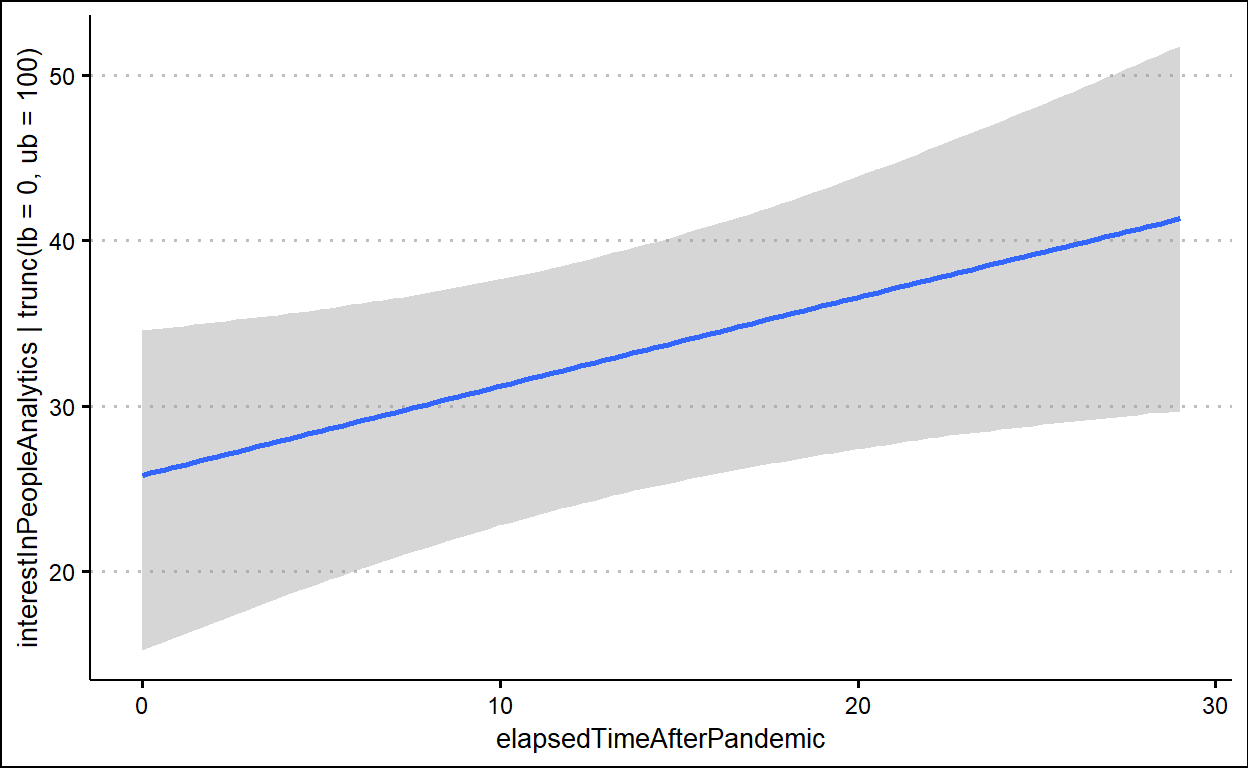 interestInPeopleAnalytics | trunc(lb = 0, ub = 100)
50
40
30
20
0 10 20 30
elapsedTimeAfterPandemic